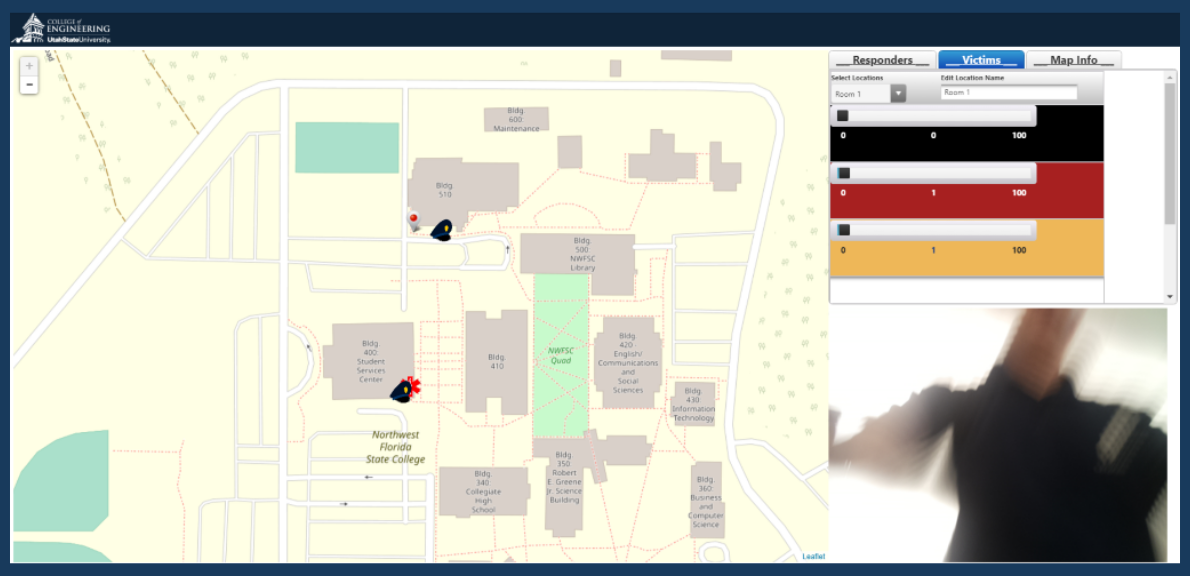 COLLEGE of
ENGINEERING
UtahStateUniversity
+
−
Responders
Victims
Map Info
Select Locations
Edit Location Name
Room 1
Room 1
0 0 100
0 1 100
0 1 100
Bldg.
600
Maintenance
Bldg.
510
Bldg.
500
NWFSC
Library
Bldg.
400
Student
Services
Center
Bldg.
410
NWFSC
Quad
Bldg.
420
English/
Communications
and
Social
Sciences
Bldg.
430
Information
Technology
Northwest
Florida
State College
Bldg.
340
Collegiate
High
School
Bldg.
350
Robert
E. Greene
Jr. Science
Building
Bldg.
360
Business
and
Computer
Science
Leaflet